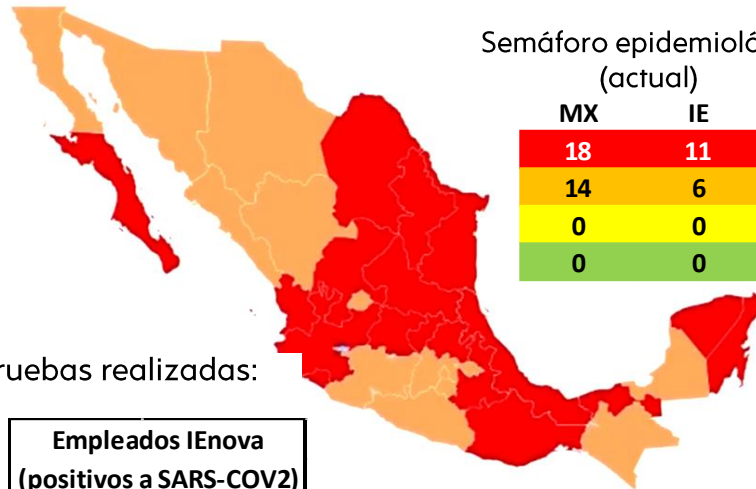 Semáforo epidemioló
(actual)
MX IE
18 11
14 6
0 0
0 0
ruebas realizadas:
Empleados IEnova
(positivos a SARS-COV2)